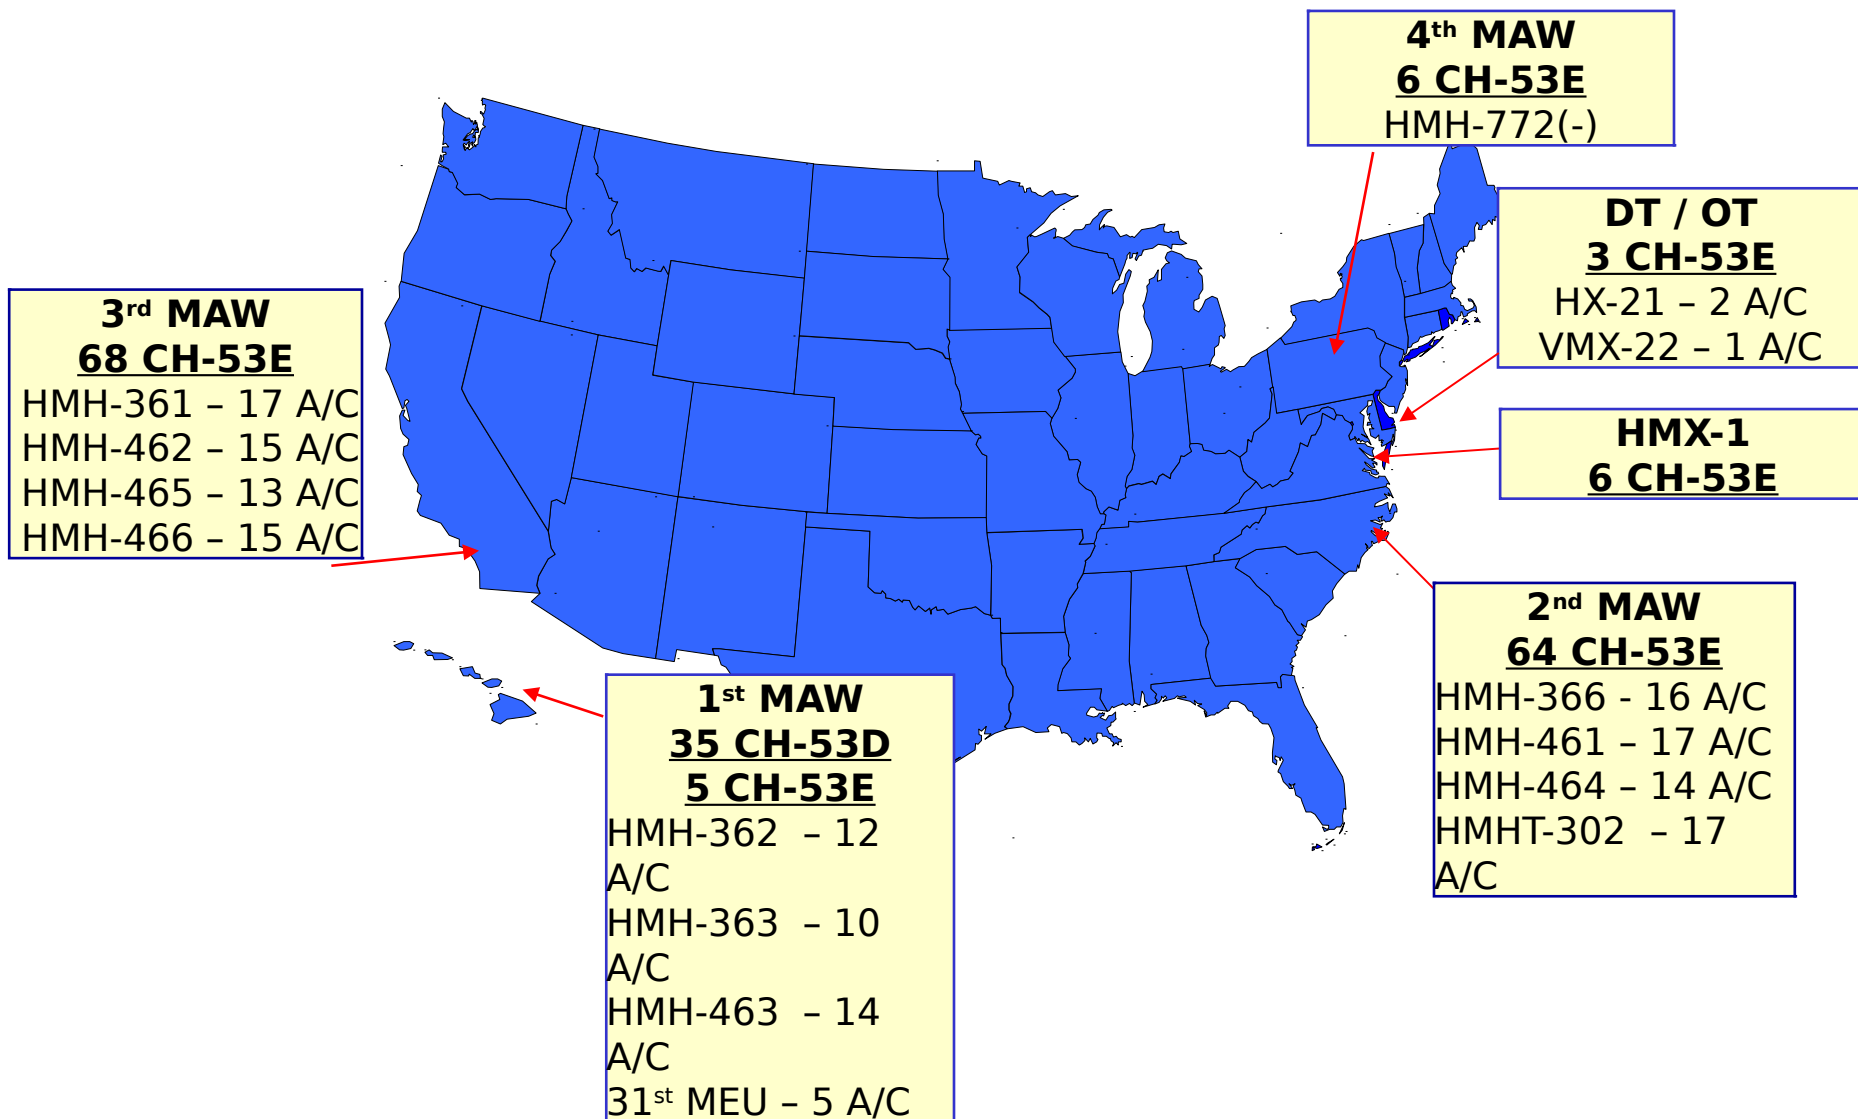 4th MAW
6 CH-53E
HMH-772(-)
DT / OT
3 CH-53E
HX-21 – 2 A/C
VMX-22 – 1 A/C
3rd MAW
68 CH-53E
HMH-361 – 17 A/C
HMH-462 – 15 A/C
HMH-465 – 13 A/C
HMH-466 – 15 A/C
HMX-1
6 CH-53E
2nd MAW
64 CH-53E
HMH-366 - 16 A/C
HMH-461 – 17 A/C
HMH-464 – 14 A/C
HMHT-302 – 17
A/C
1st MAW
35 CH-53D
5 CH-53E
HMH-362 – 12
A/C
HMH-363 – 10
A/C
HMH-463 – 14
A/C
31st MEU – 5 A/C